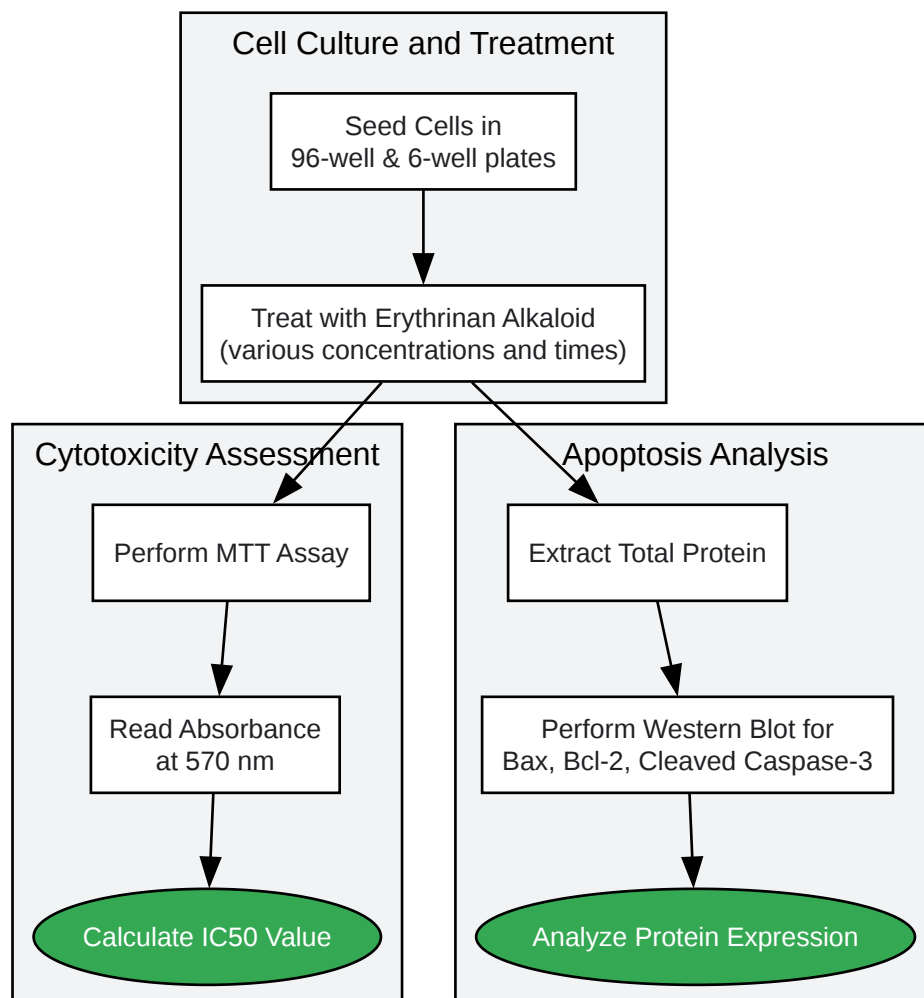 Cell Culture and Treatment
Seed Cells in
96-well & 6-well plates
Treat with Erythrinan Alkaloid
(various concentrations and times)
Cytotoxicity Assessment
Perform MTT Assay
Read Absorbance
at 570 nm
Calculate IC50 Value
Apoptosis Analysis
Extract Total Protein
Perform Western Blot for
Bax, Bcl-2, Cleaved Caspase-3
Analyze Protein Expression